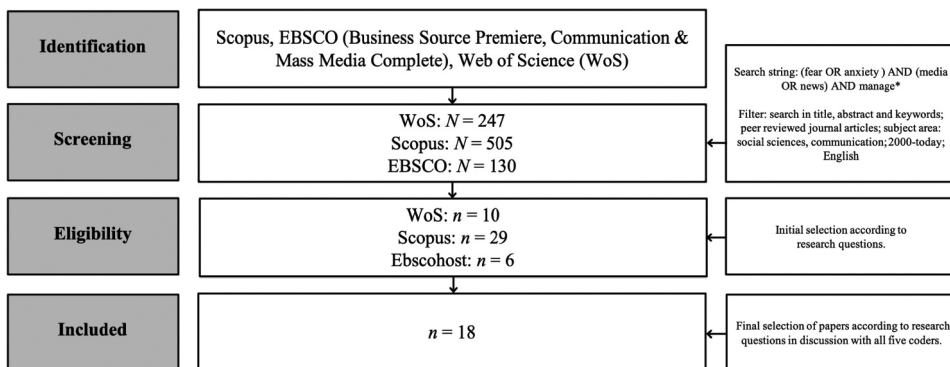 Identification
Scopus, EBSCO (Business Source Premiere, Communication &
Mass Media Complete), Web of Science (WoS)
Screening
WoS: N = 247
Scopus: N = 505
EBSCO: N = 130
Search string: (fear OR anxiety ) AND (media
OR news) AND manage*
Filter: search in title, abstract and keywords;
peer reviewed journal articles; subject area:
social sciences, communication; 2000-today;
English
Eligibility
WoS: n = 10
Scopus: n = 29
Ebscohost: n = 6
Initial selection according to
research questions.
Included
n = 18
Final selection of papers according to research
questions in discussion with all five coders.